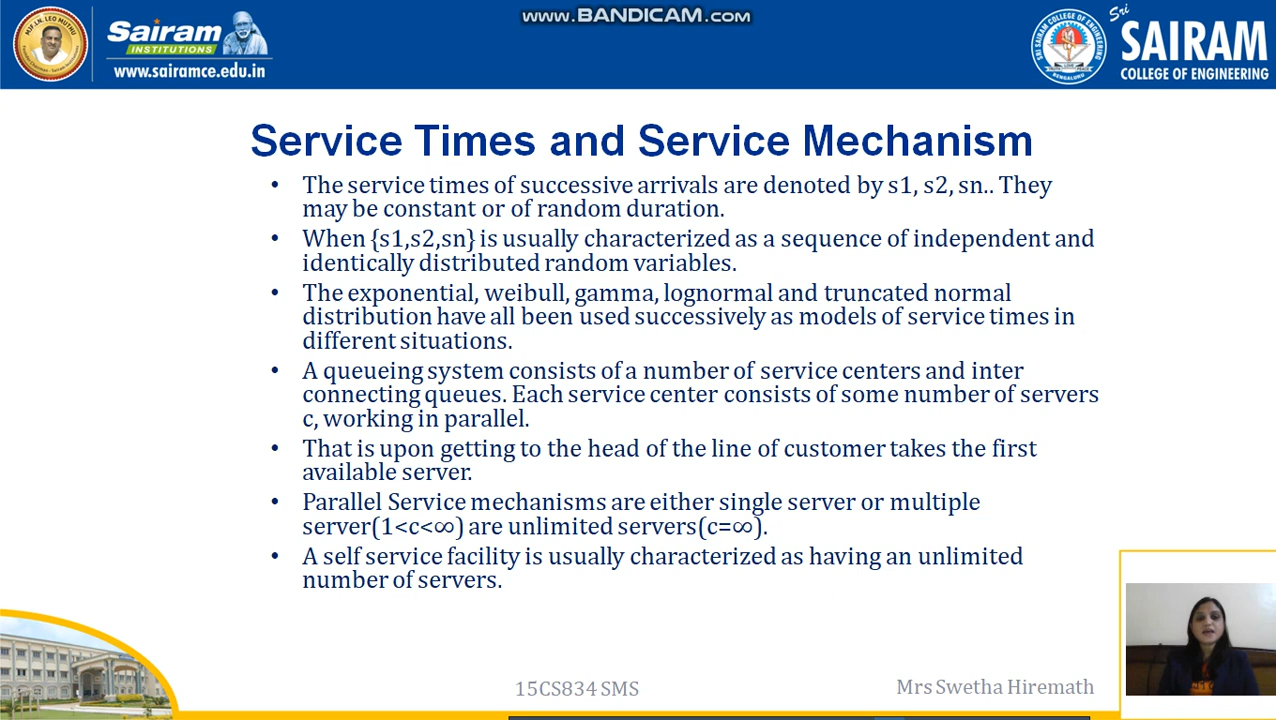 www.BANDICAM.com
Sairam
INSTITUTIONS
www.sairamce.edu.in
Sri
SAIRAM
COLLEGE OF ENGINEERING
Service Times and Service Mechanism
• The service times of successive arrivals are denoted by s1, s2, sn.. They
may be constant or of random duration.
• When {s1,s2,sn} is usually characterized as a sequence of independent and
identically distributed random variables.
• The exponential, weibull, gamma, lognormal and truncated normal
distribution have all been used successively as models of service times in
different situations.
• A queueing system consists of a number of service centers and inter
connecting queues. Each service center consists of some number of servers
c, working in parallel.
• That is upon getting to the head of the line of customer takes the first
available server.
• Parallel Service mechanisms are either single server or multiple
server(1<c<∞) are unlimited servers(c=∞).
• A self service facility is usually characterized as having an unlimited
number of servers.
15CS834 SMS
Mrs Swetha Hiremath